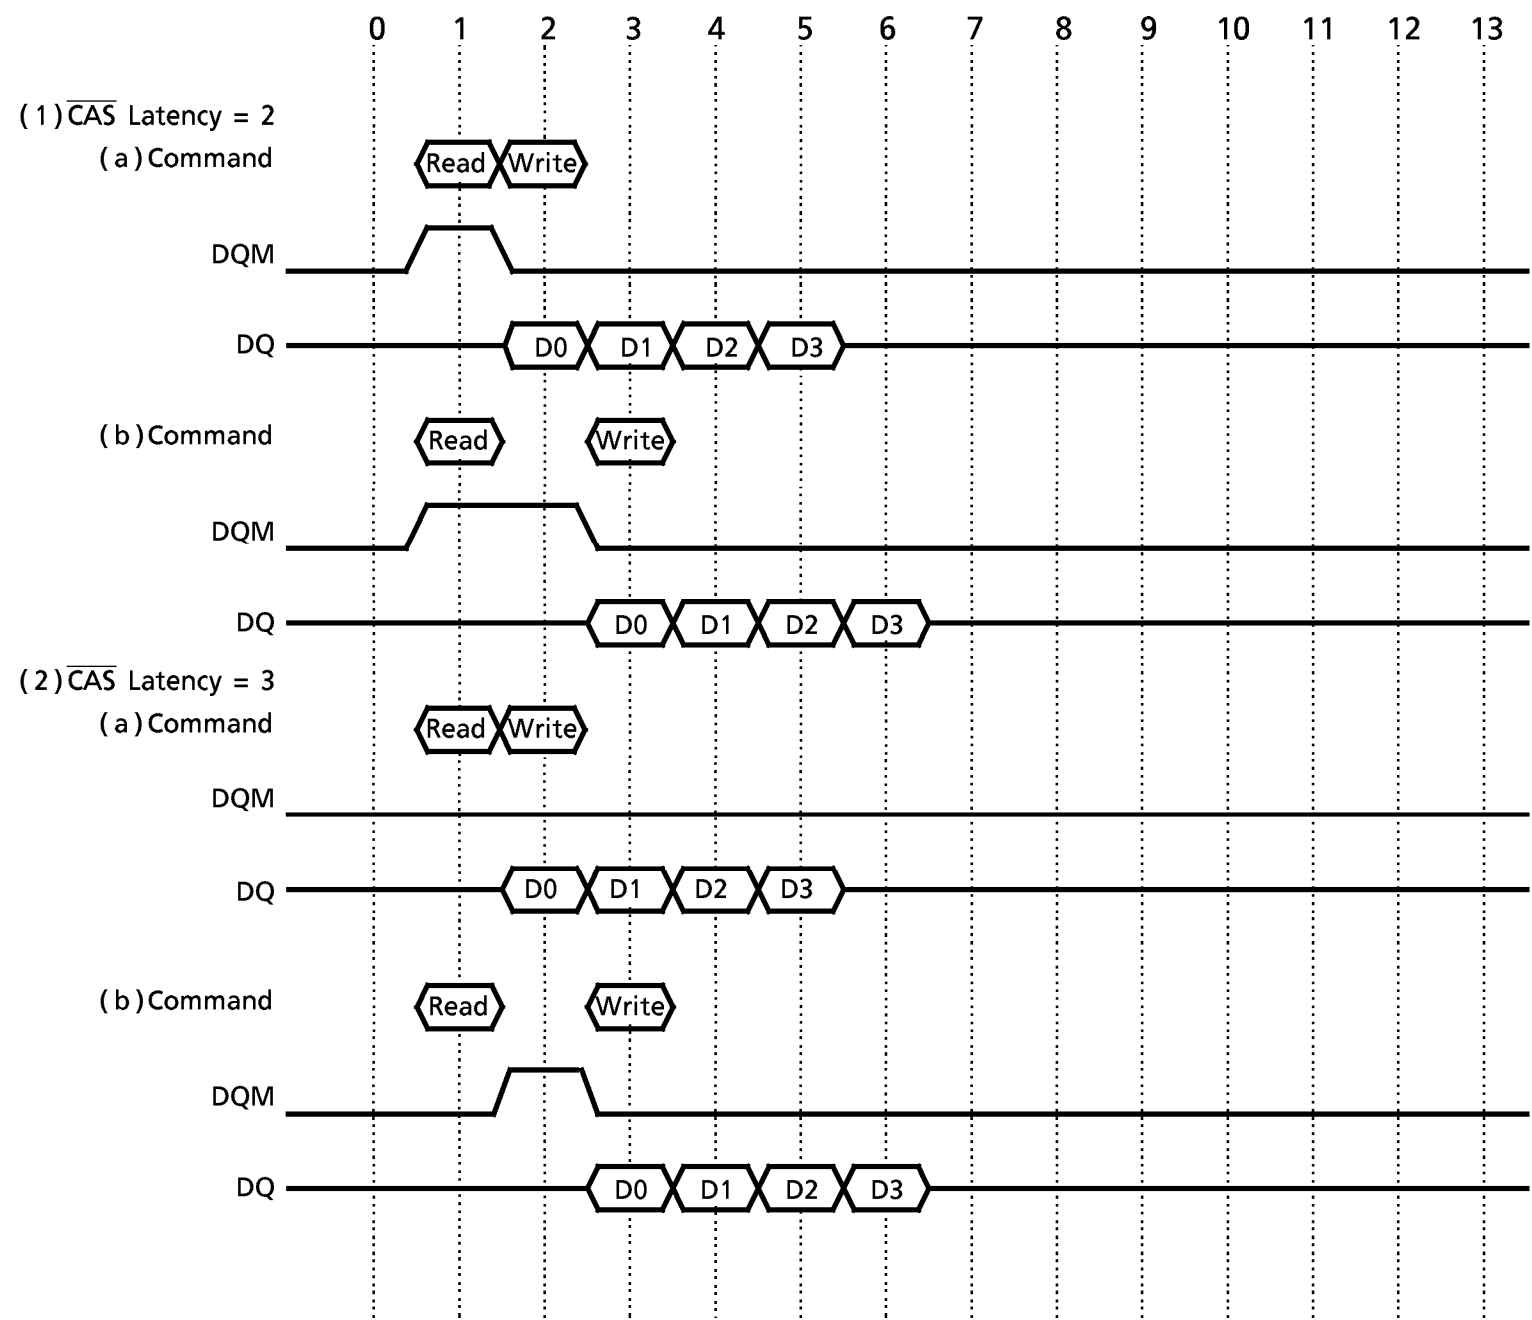 0 1 2 3 4 5 6 7 8 9 10 11 12 13
(1) CAS Latency = 2
(a) Command Read Write
DQM
DQ D0 D1 D2 D3
(b) Command Read Write
DQM
DQ D0 D1 D2 D3
(2) CAS Latency = 3
(a) Command Read Write
DQM
DQ D0 D1 D2 D3
(b) Command Read Write
DQM
DQ D0 D1 D2 D3